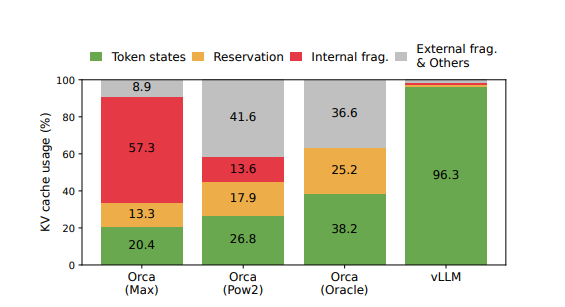 Token states Reservation Internal frag. External frag.
& Others
KV cache usage (%)
100
80
60
40
20
0
8.9
57.3
13.3
20.4
41.6
13.6
17.9
26.8
36.6
25.2
38.2
96.3
Orca
(Max)
Orca
(Pow2)
Orca
(Oracle)
vLLM